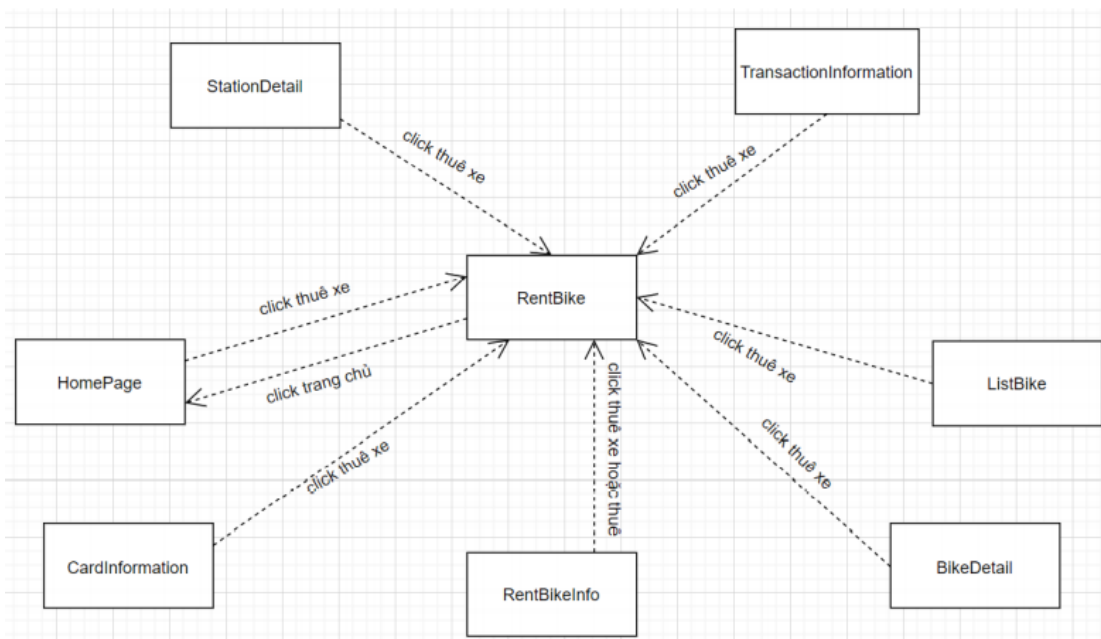 StationDetail
TransactionInformation
click thuê xe
click thuê xe
RentBike
click thuê xe
HomePage
click trang chủ
click thuê xe
ListBike
click thuê xe
click thuê xe hoặc thuê
click thuê xe
CardInformation
RentBikeInfo
BikeDetail